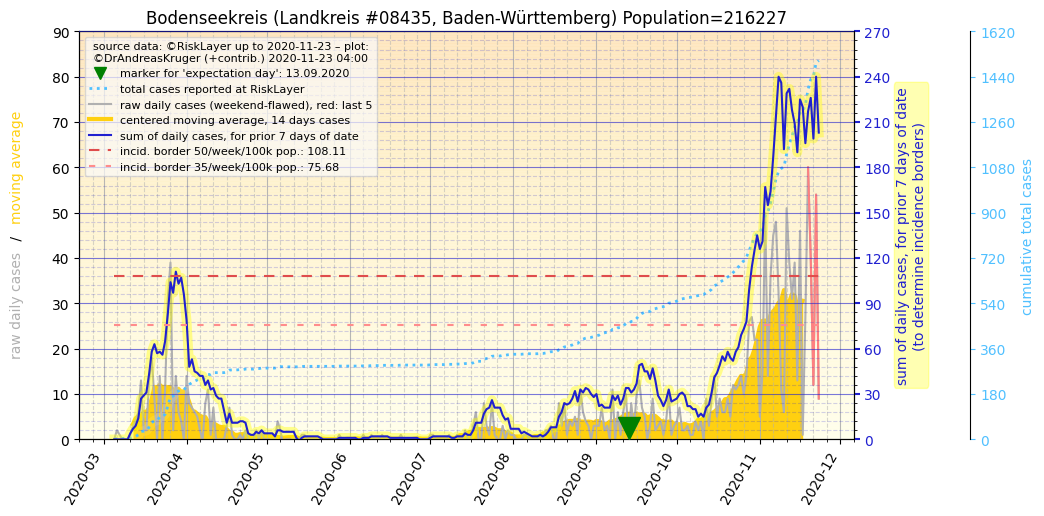 Bodenseekreis (Landkreis #08435, Baden-Württemberg) Population=216227
source data: ©RiskLayer up to 2020-11-23 – plot:
©DrAndreasKruger (+contrib.) 2020-11-23 04:00
marker for 'expectation day': 13.09.2020
total cases reported at RiskLayer
raw daily cases (weekend-flawed), red: last 5
centered moving average, 14 days cases
sum of daily cases, for prior 7 days of date
incid. border 50/week/100k pop.: 108.11
incid. border 35/week/100k pop.: 75.68
raw daily cases / moving average
90
80
70
60
50
40
30
20
10
0
2020-03
2020-04
2020-05
2020-06
2020-07
2020-08
2020-09
2020-10
2020-11
2020-12
270
240
210
180
150
120
90
60
30
0
sum of daily cases, for prior 7 days of date
(to determine incidence borders)
1620
1440
1260
1080
900
720
540
360
180
0
cumulative total cases